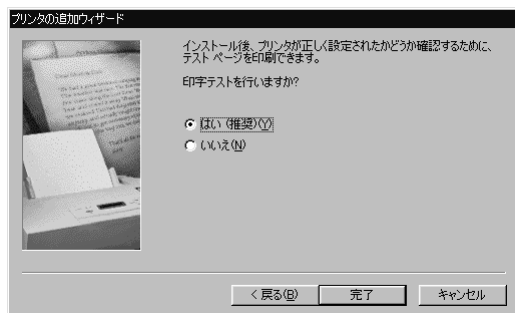 プリンタの追加ウィザード
インストール後、プリンタが正しく設定されたかどうか確認するために、
テスト ページを印刷できます。
印字テストを行いますか?
はい (推奨)(Y)
いいえ(N)
< 戻る(B)
完了
キャンセル